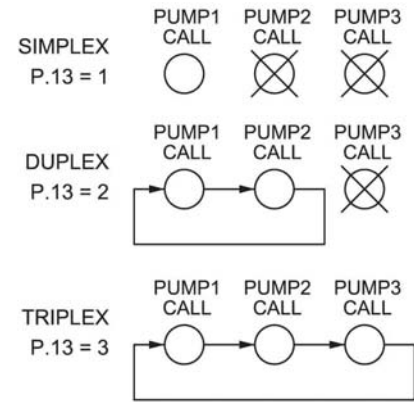 PUMP1 PUMP2 PUMP3
SIMPLEX CALL CALL CALL
P.13 = 1
PUMP1 PUMP2 PUMP3
DUPLEX CALL CALL CALL
P.13 = 2
PUMP1 PUMP2 PUMP3
TRIPLEX CALL CALL CALL
P.13 = 3